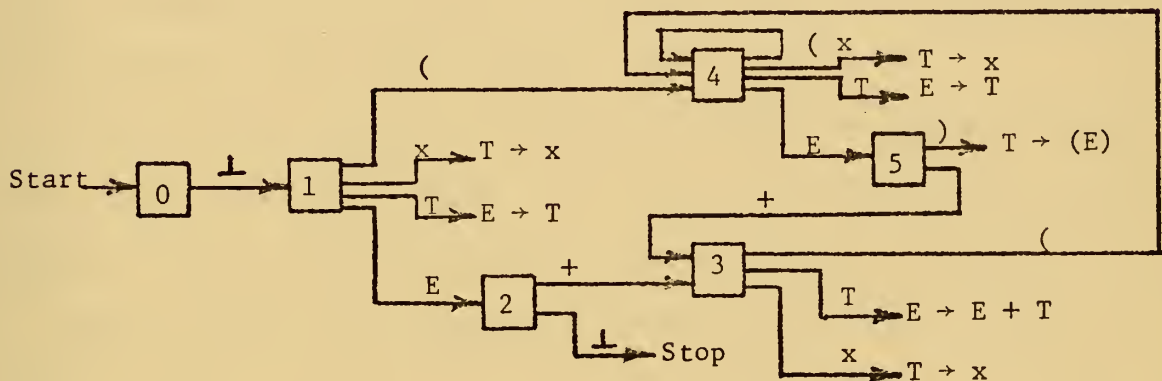 ( x T → x
( 4 T E → T
x T → x E 5 ) T → (E)
Start 0 ⊥ 1
T E → T +
(
E 2 + 3 T E → E + T
⊥ Stop x T → x